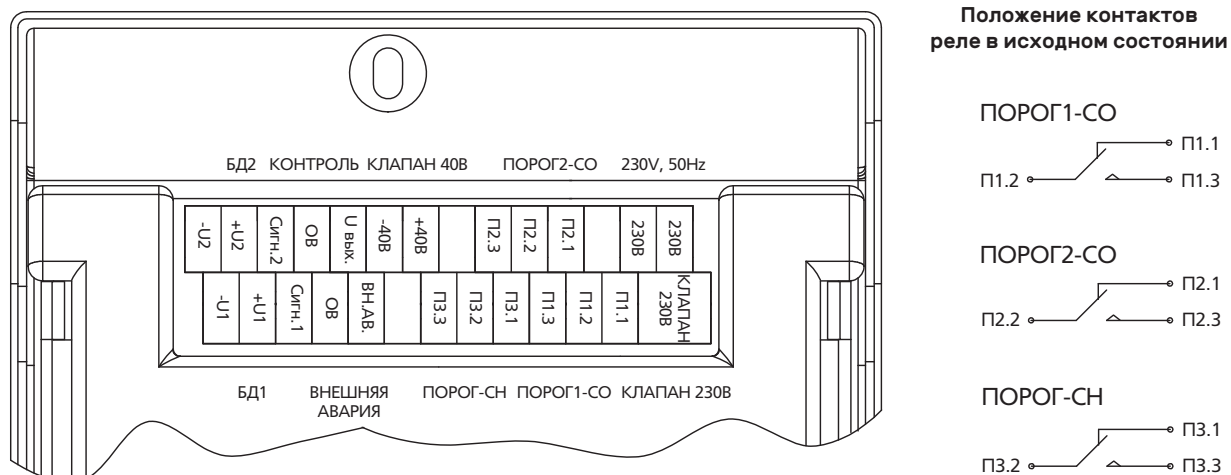 Положение контактов
реле в исходном состоянии
БД2 КОНТРОЛЬ КЛАПАН 40В ПОРОГ2-СО 230V, 50Hz
-U2 +U2 Сигн.2 ОВ U вых. -40В +40В П2.3 П2.2 П2.1 230В 230В
-U1 +U1 Сигн.1 ОВ ВН.АВ. П3.3 П3.2 П3.1 П1.3 П1.2 П1.1 КЛАПАН
230В
БД1 ВНЕШНЯЯ ПОРОГ-СН ПОРОГ1-СО КЛАПАН 230В
АВАРИЯ
ПОРОГ1-СО
П1.1
П1.2 П1.3
ПОРОГ2-СО
П2.1
П2.2 П2.3
ПОРОГ-СН
П3.1
П3.2 П3.3